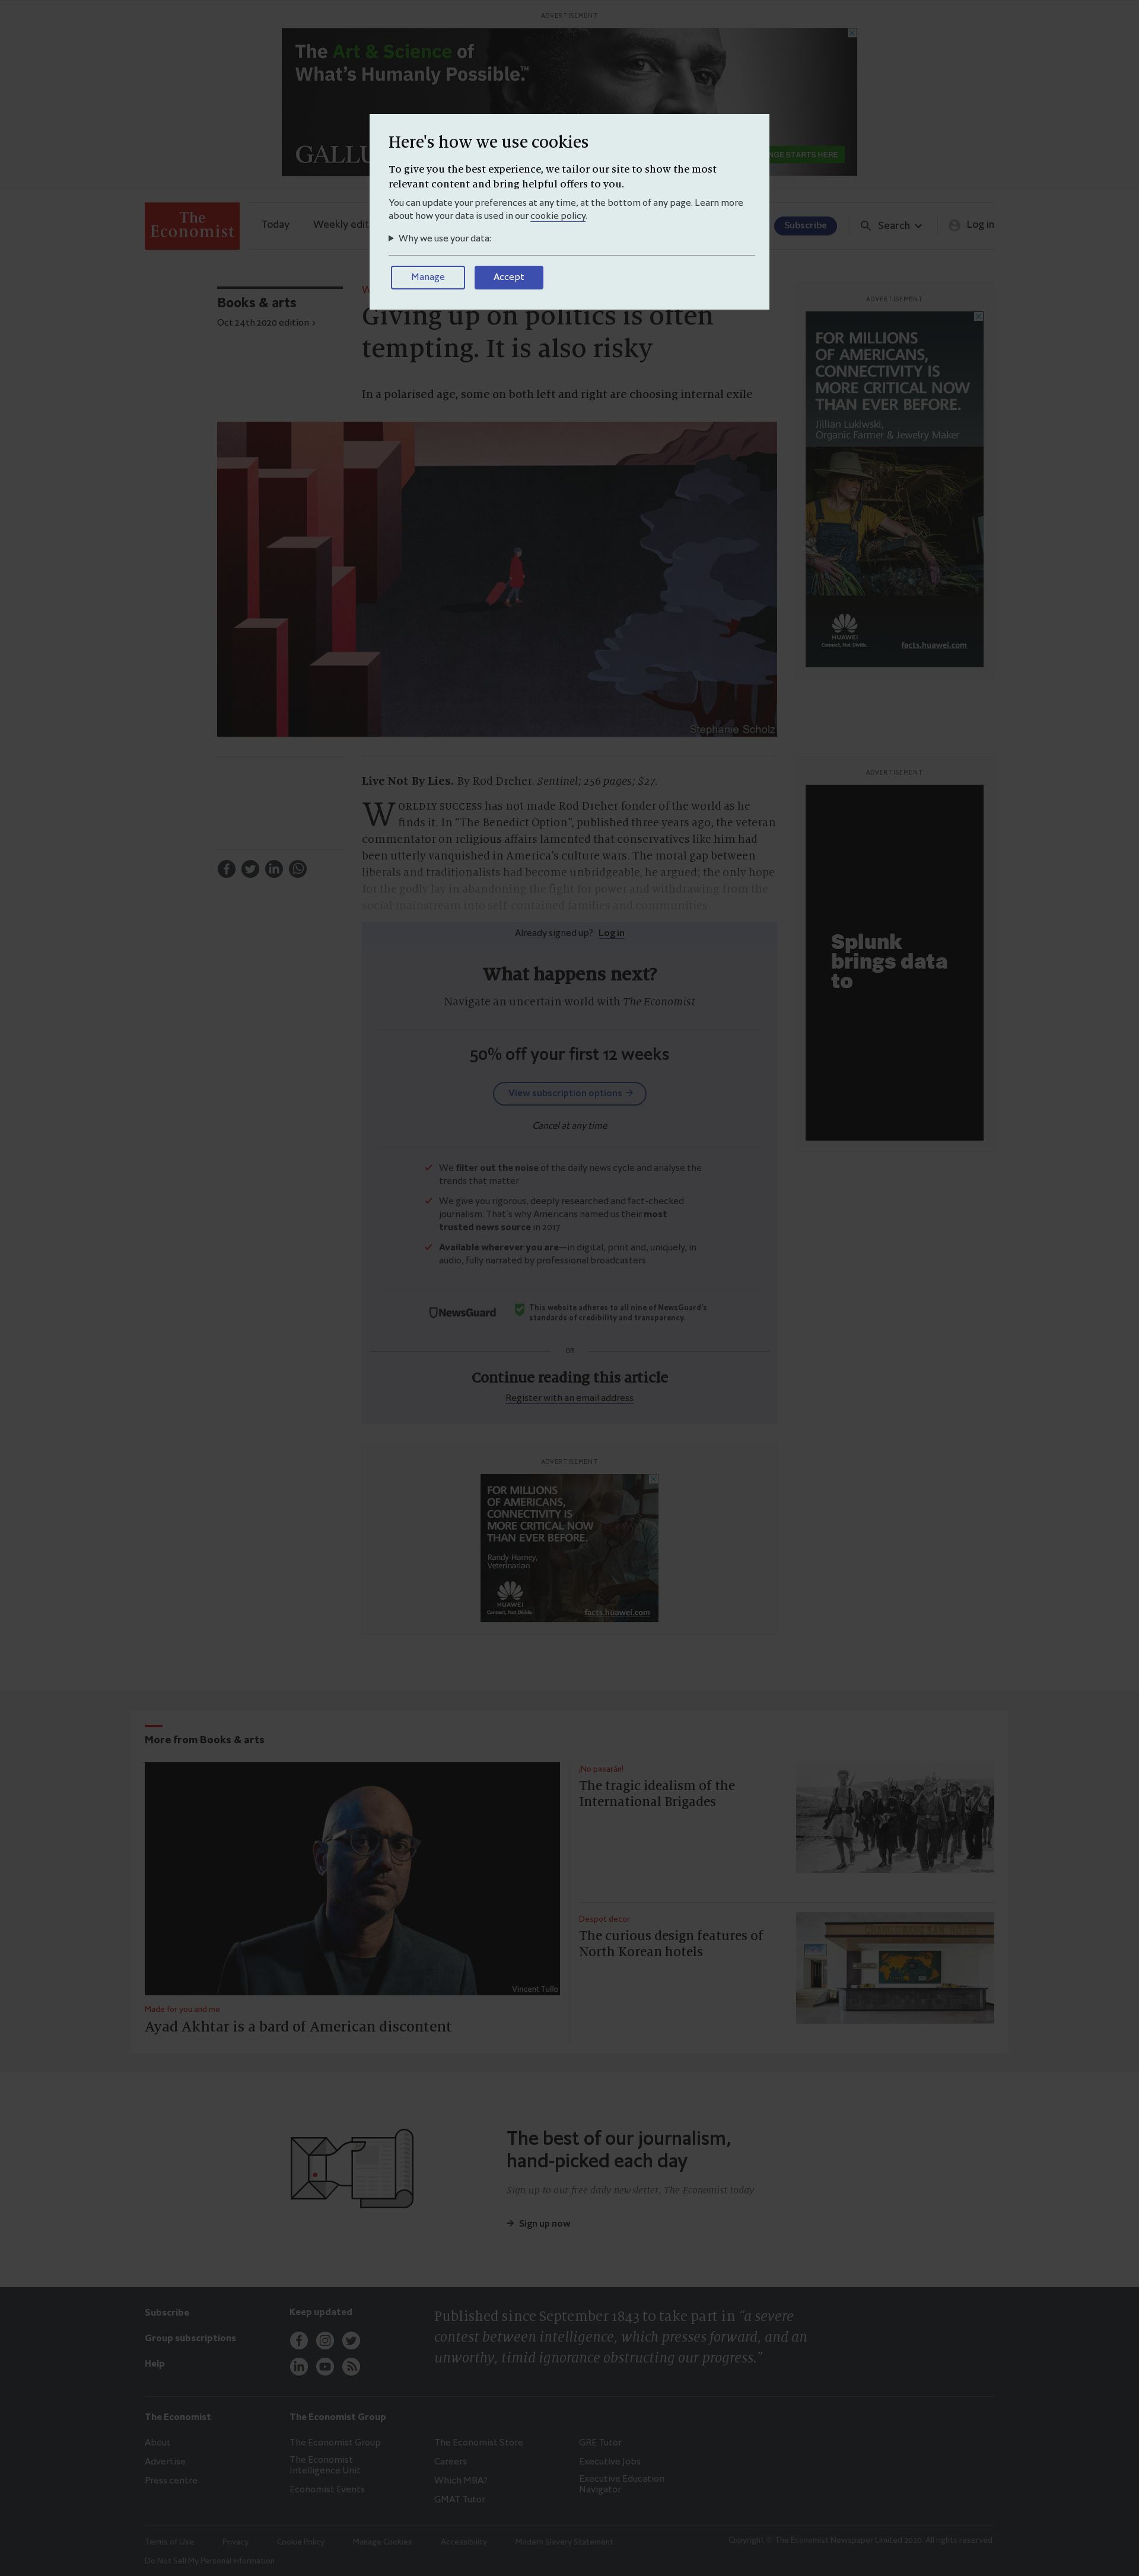 ADVERTISEMENT
The Art & Science of
What's Humanly Possible.™
NGE STARTS HERE
Here's how we use cookies
To give you the best experience, we tailor our site to show the most
relevant content and bring helpful offers to you.
You can update your preferences at any time, at the bottom of any page. Learn more
about how your data is used in our cookie policy.
Why we use your data:
Manage
Accept
The
Economist
Today
Weekly edit
Subscribe
Search
Log in
Books & arts
Oct 24th 2020 edition
Giving up on politics is often
tempting. It is also risky
In a polarised age, some on both left and right are choosing internal exile
Stephanie Scholz
ADVERTISEMENT
FOR MILLIONS
OF AMERICANS,
CONNECTIVITY IS
MORE CRITICAL NOW
THAN EVER BEFORE.
Jillian Lukiwski,
Organic Farmer & Jewelry Maker
HUAWEI
Connect, Not Divide.
facts.huawei.com
Live Not By Lies. By Rod Dreher. Sentinel; 256 pages; $27.
WORLDLY SUCCESS has not made Rod Dreher fonder of the world as he
finds it. In “The Benedict Option”, published three years ago, the veteran
commentator on religious affairs lamented that conservatives like him had
been utterly vanquished in America's culture wars. The moral gap between
liberals and traditionalists had become unbridgeable, he argued; the only hope
for the godly lay in abandoning the fight for power and withdrawing from the
social mainstream into self-contained families and communities.
ADVERTISEMENT
Splunk
brings data
to
Already signed up? Log in
What happens next?
Navigate an uncertain world with The Economist
50% off your first 12 weeks
View subscription options →
Cancel at any time
We filter out the noise of the daily news cycle and analyse the
trends that matter
We give you rigorous, deeply researched and fact-checked
journalism. That's why Americans named us their most
trusted news source in 2017
Available wherever you are—in digital, print and, uniquely, in
audio, fully narrated by professional broadcasters
NewsGuard
This website adheres to all nine of NewsGuard's
standards of credibility and transparency.
OR
Continue reading this article
Register with an email address
ADVERTISEMENT
FOR MILLIONS
OF AMERICANS,
CONNECTIVITY IS
MORE CRITICAL NOW
THAN EVER BEFORE.
Randy Harney,
Veterinarian
HUAWEI
Connect, Not Divide.
facts.huawei.com
More from Books & arts
Vincent Tullo
Made for you and me
Ayad Akhtar is a bard of American discontent
¡No pasarán!
The tragic idealism of the
International Brigades
Despot decor
The curious design features of
North Korean hotels
The best of our journalism,
hand-picked each day
Sign up to our free daily newsletter, The Economist today
→ Sign up now
Subscribe
Group subscriptions
Help
Keep updated
Published since September 1843 to take part in “a severe
contest between intelligence, which presses forward, and an
unworthy, timid ignorance obstructing our progress.”
The Economist
About
Advertise
Press centre
The Economist Group
The Economist Group
The Economist
Intelligence Unit
Economist Events
The Economist Store
Careers
Which MBA?
GMAT Tutor
GRE Tutor
Executive Jobs
Executive Education
Navigator
Terms of Use
Privacy
Cookie Policy
Manage Cookies
Accessibility
Modern Slavery Statement
Do Not Sell My Personal Information
Copyright © The Economist Newspaper Limited 2020. All rights reserved.